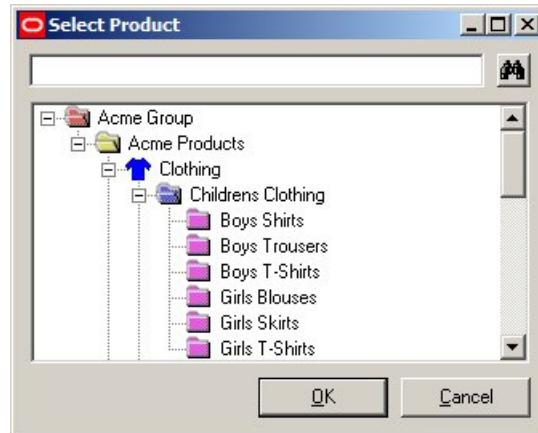 Select Product
Acme Group
Acme Products
Clothing
Childrens Clothing
Boys Shirts
Boys Trousers
Boys T-Shirts
Girls Blouses
Girls Skirts
Girls T-Shirts
OK
Cancel